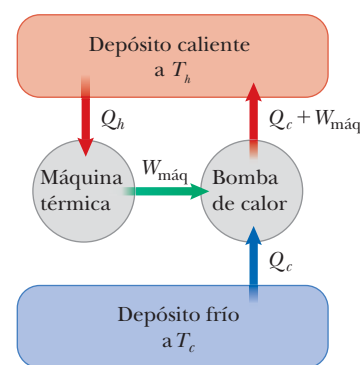 Depósito caliente
a T_h
Q_h
Q_c + W_máq
Máquina
térmica
W_máq
Bomba
de calor
Q_c
Depósito frío
a T_c